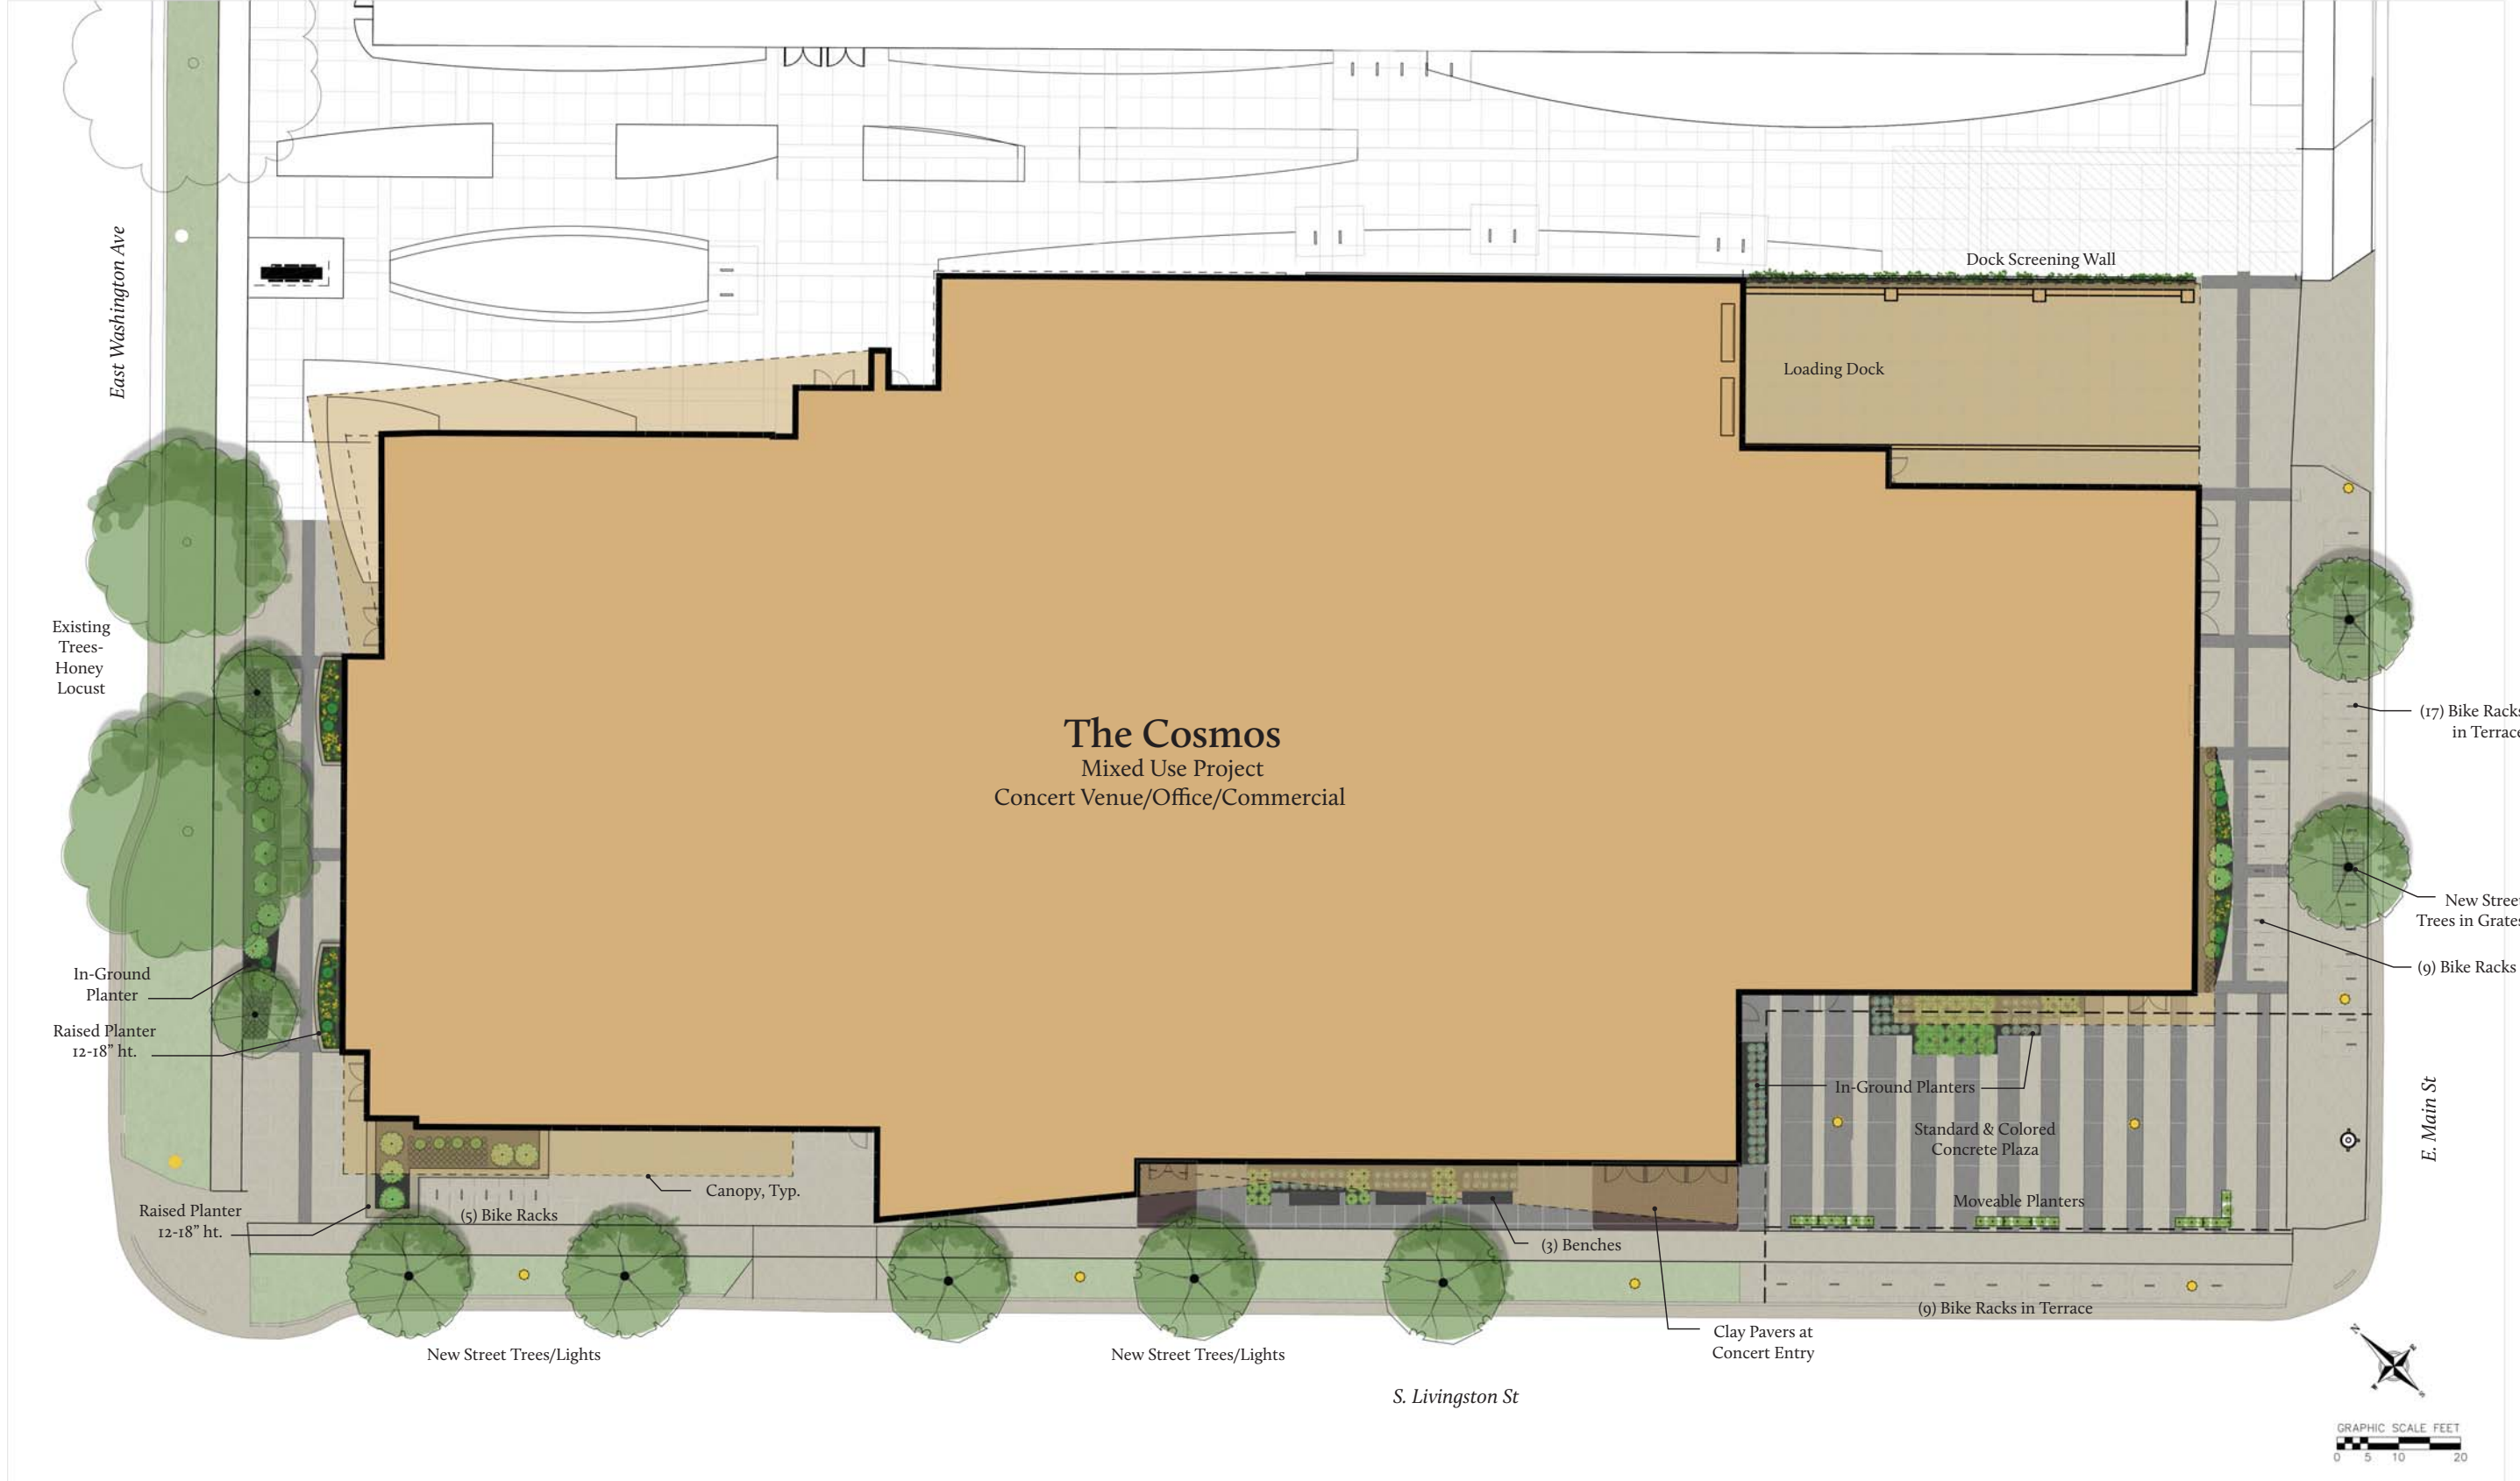 East Washington Ave
Dock Screening Wall
Loading Dock
Existing
Trees-
Honey
Locust
The Cosmos
Mixed Use Project
Concert Venue/Office/Commercial
(17) Bike Racks
in Terrace
New Street
Trees in Grates
(9) Bike Racks
In-Ground
Planter
Raised Planter
12-18” ht.
In-Ground Planters
Standard & Colored
Concrete Plaza
Moveable Planters
E. Main St
Raised Planter
12-18” ht.
(5) Bike Racks
Canopy, Typ.
(3) Benches
(9) Bike Racks in Terrace
Clay Pavers at
Concert Entry
New Street Trees/Lights
New Street Trees/Lights
S. Livingston St
N
E
S
GRAPHIC SCALE FEET
0 5 10 20